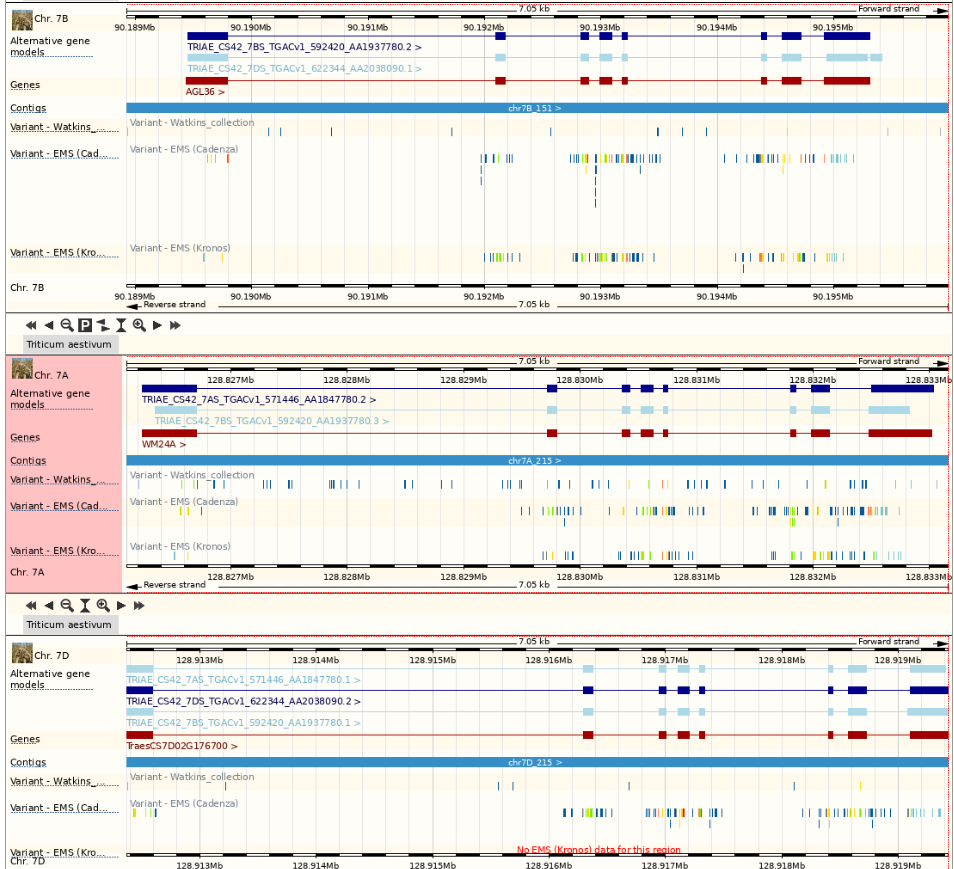 7.05 kb Forward strand
Chr. 7B
90.189Mb 90.190Mb 90.191Mb 90.192Mb 90.193Mb 90.194Mb 90.195Mb
Alternative gene
models
TRIAE_CS42_7BS_TGACv1_592420_AA1937780.2 >
TRIAE_CS42_7DS_TGACv1_622344_AA2038090.1 >
Genes
AGL36 >
Contigs
chr7B_151 >
Variant - Watkins_...
Variant - Watkins_collection
Variant - EMS (Cad...
Variant - EMS (Cadenza)
Variant - EMS (Kro...
Variant - EMS (Kronos)
Chr. 7B
90.189Mb 90.190Mb 90.191Mb 90.192Mb 90.193Mb 90.194Mb 90.195Mb
Reverse strand 7.05 kb
P
Triticum aestivum
7.05 kb Forward strand
Chr. 7A
128.827Mb 128.828Mb 128.829Mb 128.830Mb 128.831Mb 128.832Mb 128.833Mb
Alternative gene
models
TRIAE_CS42_7AS_TGACv1_571446_AA1847780.2 >
TRIAE_CS42_7BS_TGACv1_592420_AA1937780.3 >
Genes
WM24A >
Contigs
chr7A_215 >
Variant - Watkins_...
Variant - Watkins_collection
Variant - EMS (Cad...
Variant - EMS (Cadenza)
Variant - EMS (Kro...
Variant - EMS (Kronos)
Chr. 7A
128.827Mb 128.828Mb 128.829Mb 128.830Mb 128.831Mb 128.832Mb 128.833Mb
Reverse strand 7.05 kb
Triticum aestivum
7.05 kb Forward strand
Chr. 7D
128.913Mb 128.914Mb 128.915Mb 128.916Mb 128.917Mb 128.918Mb 128.919Mb
Alternative gene
models
TRIAE_CS42_7AS_TGACv1_571446_AA1847780.1 >
TRIAE_CS42_7DS_TGACv1_622344_AA2038090.2 >
TRIAE_CS42_7BS_TGACv1_592420_AA1937780.1 >
Genes
TraesCS7D02G176700 >
Contigs
chr7D_215 >
Variant - Watkins_...
Variant - Watkins_collection
Variant - EMS (Cad...
Variant - EMS (Cadenza)
Variant - EMS (Kro...
No EMS (Kronos) data for this region
Chr. 7D
128.913Mb 128.914Mb 128.915Mb 128.916Mb 128.917Mb 128.918Mb 128.919Mb